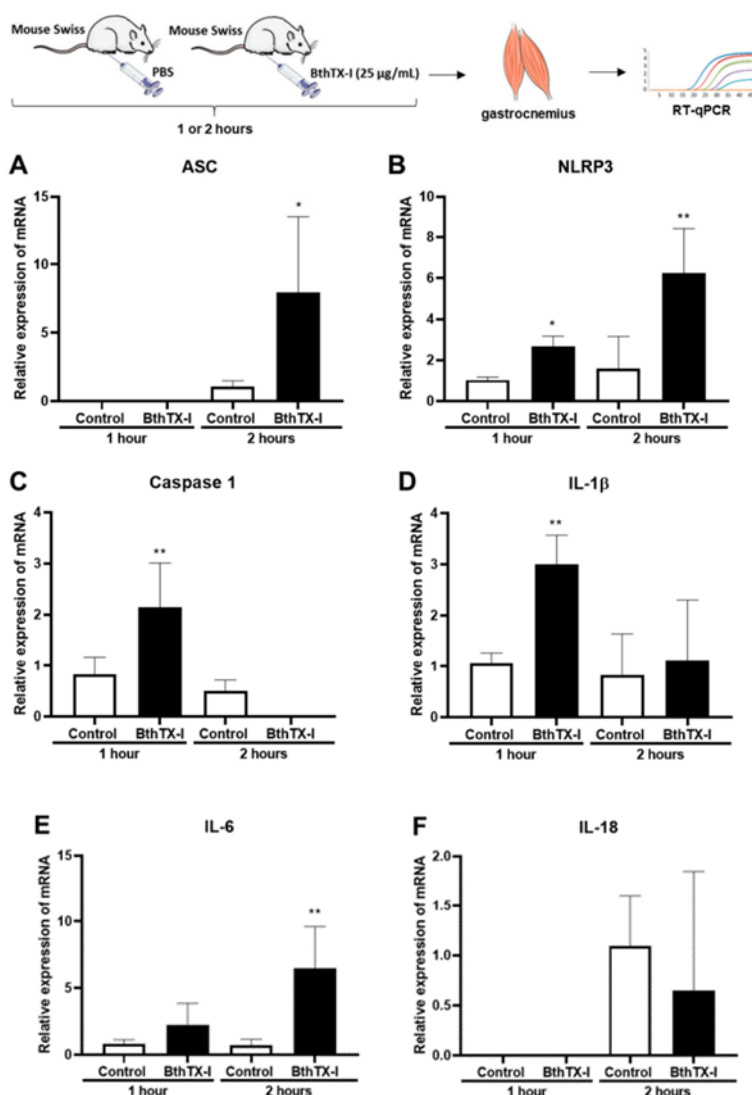 Mouse Swiss
Mouse Swiss
PBS
BthTX-I (25 µg/mL)
1 or 2 hours
gastrocnemius
RT-qPCR
A
ASC
Relative expression of mRNA
15
10
5
0
*
Control BthTX-I Control BthTX-I
1 hour 2 hours
B
NLRP3
Relative expression of mRNA
10
8
6
4
2
0
*
**
Control BthTX-I Control BthTX-I
1 hour 2 hours
C
Caspase 1
Relative expression of mRNA
4
3
2
1
0
**
Control BthTX-I Control BthTX-I
1 hour 2 hours
D
IL-1β
Relative expression of mRNA
4
3
2
1
0
**
Control BthTX-I Control BthTX-I
1 hour 2 hours
E
IL-6
Relative expression of mRNA
15
10
5
0
**
Control BthTX-I Control BthTX-I
1 hour 2 hours
F
IL-18
Relative expression of mRNA
2.0
1.5
1.0
0.5
0.0
Control BthTX-I Control BthTX-I
1 hour 2 hours